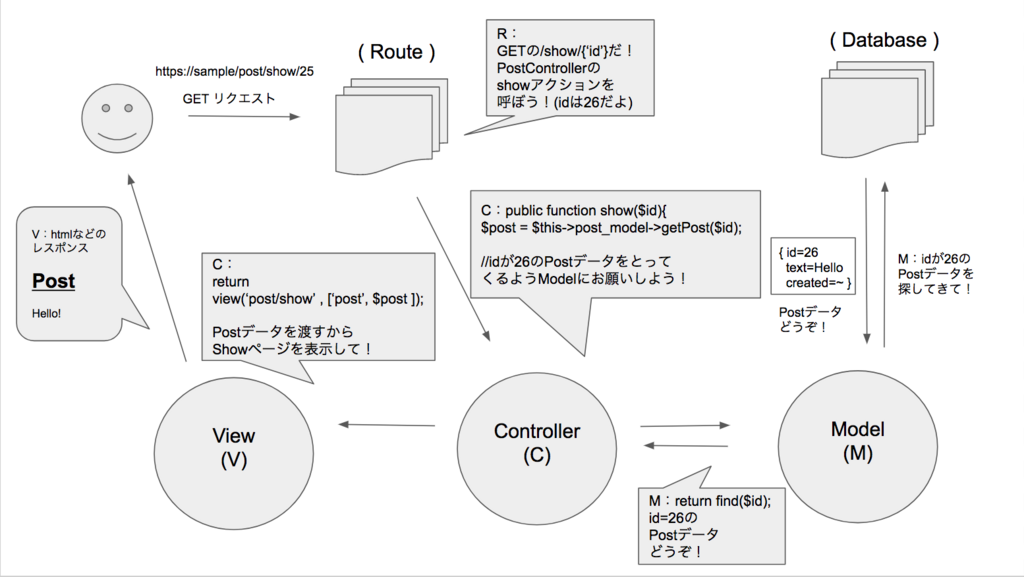 ( Route )
https://sample/post/show/25
GET リクエスト
R：
GETの/show/{‘id’}だ！
PostControllerの
showアクションを
呼ぼう！(idは26だよ)
( Database )
C：public function show($id){
$post = $this->post_model->getPost($id);
//idが26のPostデータをとって
くるようModelにお願いしよう！
{ id=26
text=Hello
created=~ }
Postデータ
どうぞ！
M：idが26の
Postデータを
探してきて！
V：htmlなどの
レスポンス
Post
Hello!
C：
return
view(‘post/show’ , [‘post’, $post ]);
Postデータを渡すから
Showページを表示して！
View
(V)
Controller
(C)
Model
(M)
M：return find($id);
id=26の
Postデータ
どうぞ！